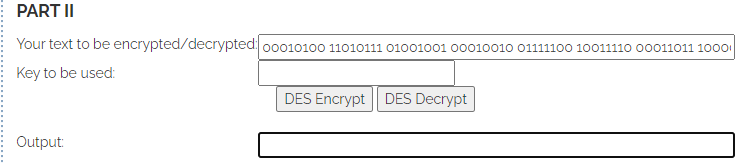 PART II
Your text to be encrypted/decrypted: 00010100 11010111 01001001 00010010 01111100 10011110 00011011
Key to be used:
DES Encrypt DES Decrypt
Output: